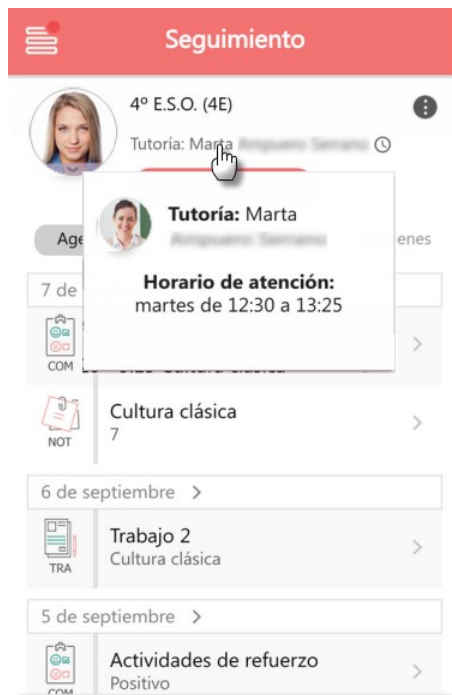 Seguimiento
4º E.S.O. (4E)
Tutoría: Marta
Tutoría: Marta
Age
enes
Horario de atención:
martes de 12:30 a 13:25
7 de
COM
Cultura clásica
7
NOT
6 de septiembre >
Trabajo 2
Cultura clásica
TRA
5 de septiembre >
Actividades de refuerzo
Positivo
COM